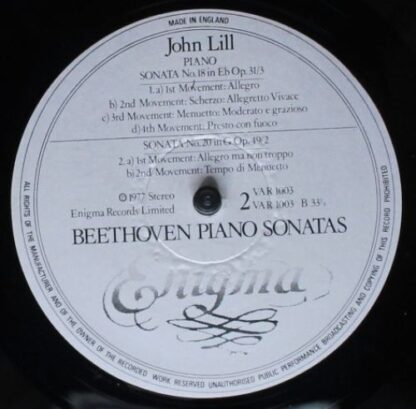 MADE IN ENGLAND
John Lill
PIANO
SONATA No.18 in Eb Op. 31/3
1. a) 1st Movement: Allegro
b) 2nd Movement: Scherzo: Allegretto Vivace
c) 3rd Movement: Menuetto: Moderato e grazioso
d) 4th Movement: Presto con fuoco
SONATA No.20 in G Op. 49/2
2. a) 1st Movement: Allegro ma non troppo
b) 2nd Movement: Tempo di Menuetto
℗ 1977 Stereo
Enigma Records Limited
2 VAR 1003
VAR 1003 B 33⅓
BEETHOVEN PIANO SONATAS
Enigma
ALL RIGHTS OF THE MANUFACTURER AND OF THE OWNER OF THE RECORDED WORK RESERVED UNAUTHORISED PUBLIC PERFORMANCE BROADCASTING AND COPYING OF THIS RECORD PROHIBITED